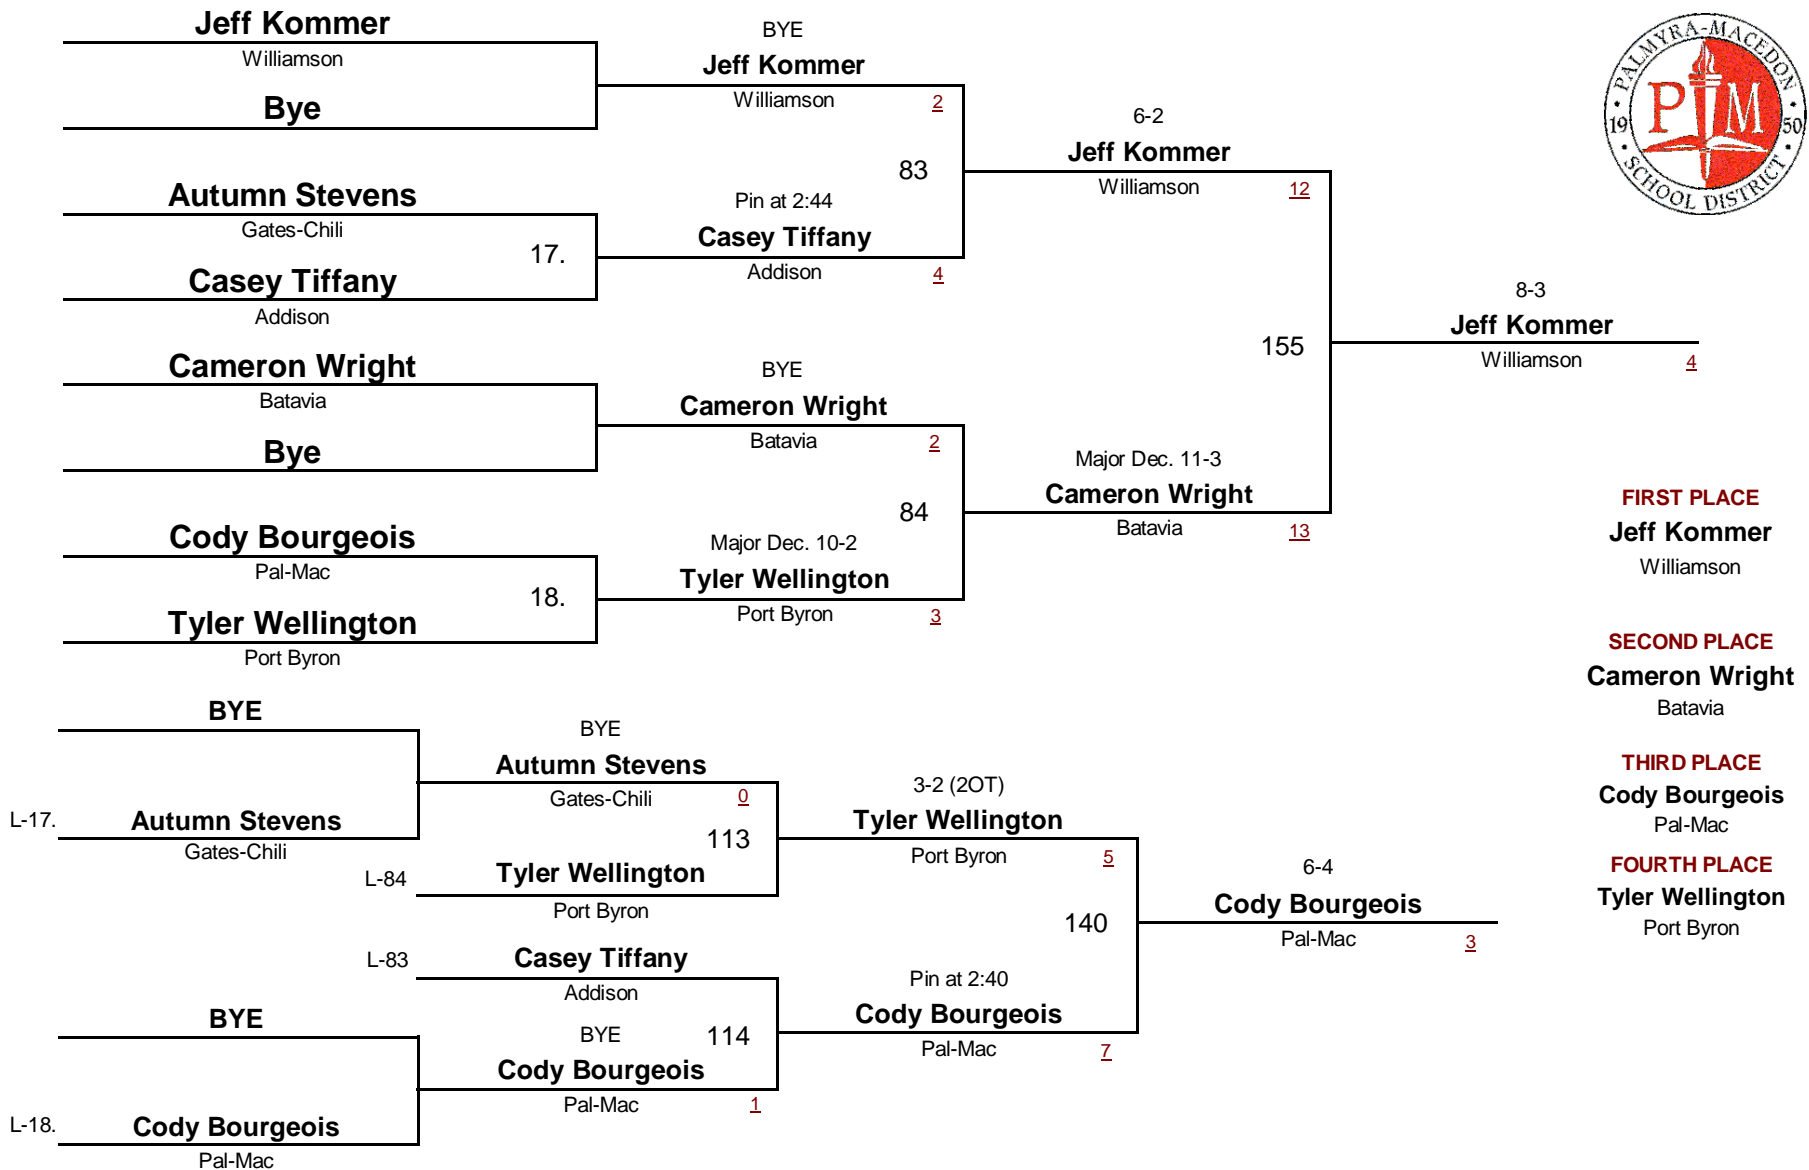 Jeff Kommer
Williamson
Bye
Autumn Stevens
Gates-Chili
17.
Casey Tiffany
Addison
Cameron Wright
Batavia
Bye
Cody Bourgeois
Pal-Mac
18.
Tyler Wellington
Port Byron
BYE
Jeff Kommer
Williamson 2
83
Pin at 2:44
Casey Tiffany
Addison 4
BYE
Cameron Wright
Batavia 2
84
Major Dec. 10-2
Tyler Wellington
Port Byron 3
6-2
Jeff Kommer
Williamson 12
155
Major Dec. 11-3
Cameron Wright
Batavia 13
8-3
Jeff Kommer
Williamson 4
PALMYRA-MACEDON
P M
19 50
SCHOOL DISTRICT
FIRST PLACE
Jeff Kommer
Williamson
SECOND PLACE
Cameron Wright
Batavia
THIRD PLACE
Cody Bourgeois
Pal-Mac
FOURTH PLACE
Tyler Wellington
Port Byron
BYE
L-17. Autumn Stevens
Gates-Chili
BYE
Autumn Stevens
Gates-Chili 0
113
L-84 Tyler Wellington
Port Byron
L-83 Casey Tiffany
Addison
BYE 114
Cody Bourgeois
Pal-Mac 1
BYE
L-18. Cody Bourgeois
Pal-Mac
3-2 (2OT)
Tyler Wellington
Port Byron 5
140
Pin at 2:40
Cody Bourgeois
Pal-Mac 7
6-4
Cody Bourgeois
Pal-Mac 3